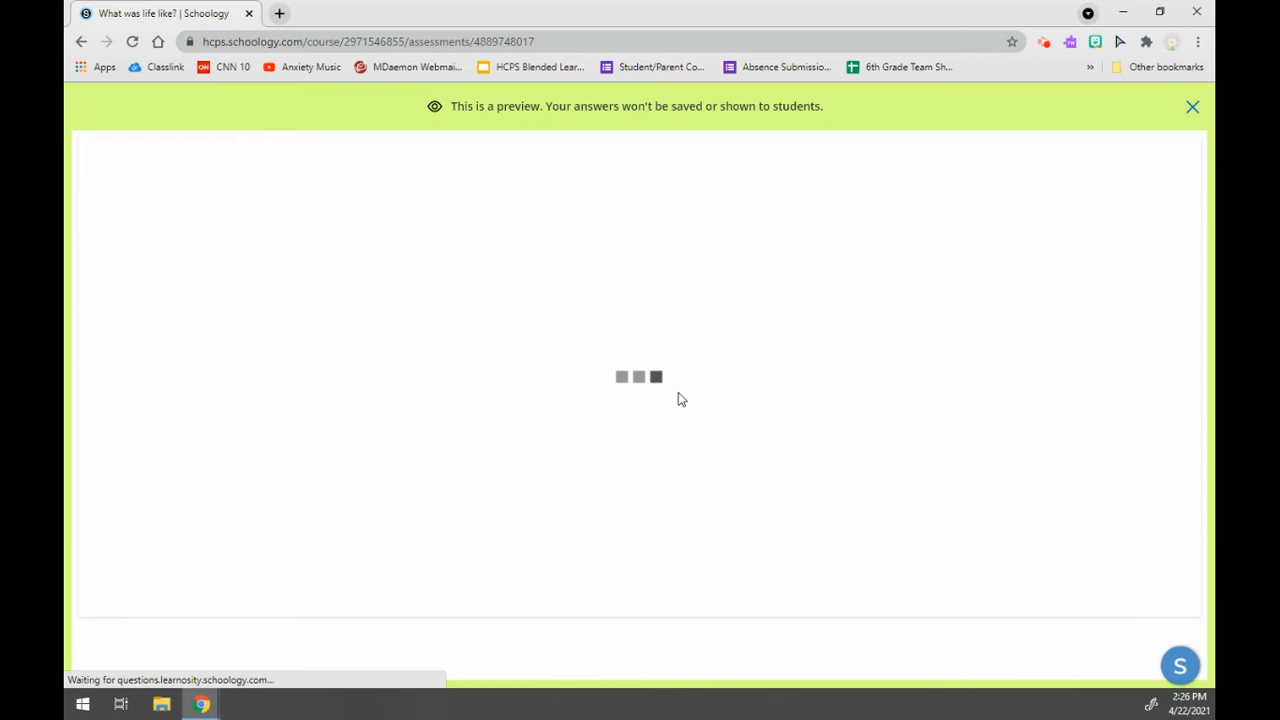 What was life like? | Schoology
hcps.schoology.com/course/2971546855/assessments/4889748017
Apps Classlink CNN 10 Anxiety Music MDaemon Webmai... HCPS Blended Lear... Student/Parent Co... Absence Submissio... 6th Grade Team Sh... » Other bookmarks
This is a preview. Your answers won't be saved or shown to students.
S
Waiting for questions.learnosity.schoology.com...
2:26 PM
4/22/2021